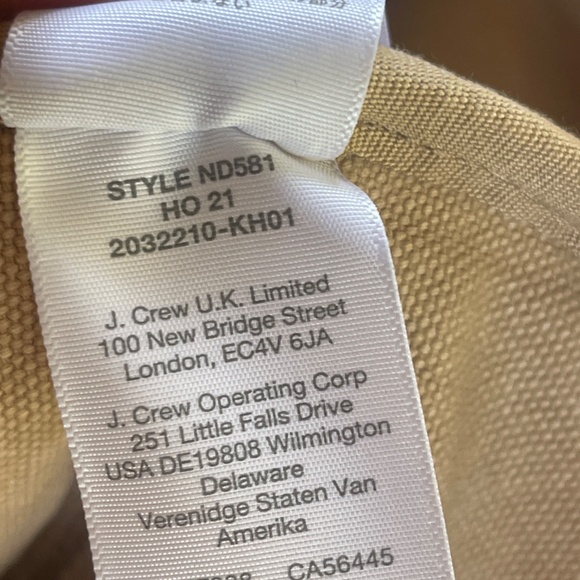 STYLE ND581
HO 21
2032210-KH01
J. Crew U.K. Limited
100 New Bridge Street
London, EC4V 6JA
J. Crew Operating Corp
251 Little Falls Drive
USA DE19808 Wilmington
Delaware
Verenidge Staten Van
Amerika
CA56445